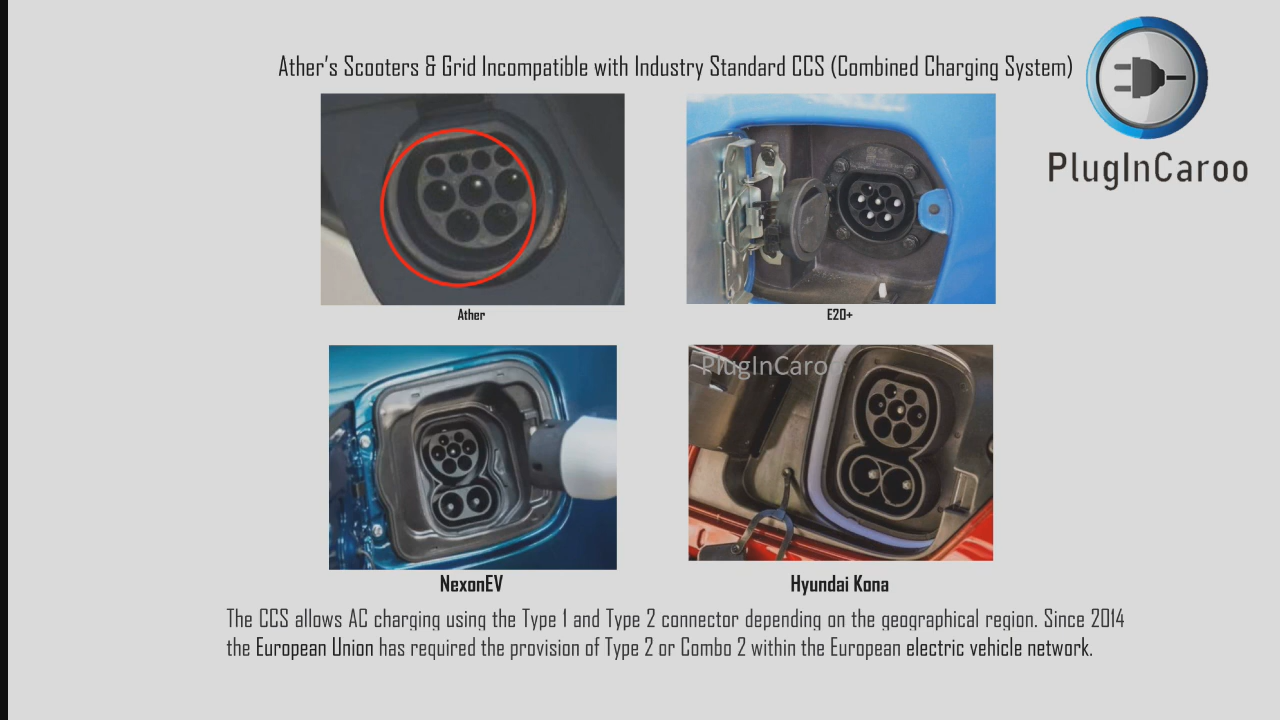 Ather's Scooters & Grid Incompatible with Industry Standard CCS (Combined Charging System)
PlugInCaroo
Ather
E20+
PlugInCaro
NexonEV
Hyundai Kona
The CCS allows AC charging using the Type 1 and Type 2 connector depending on the geographical region. Since 2014
the European Union has required the provision of Type 2 or Combo 2 within the European electric vehicle network.